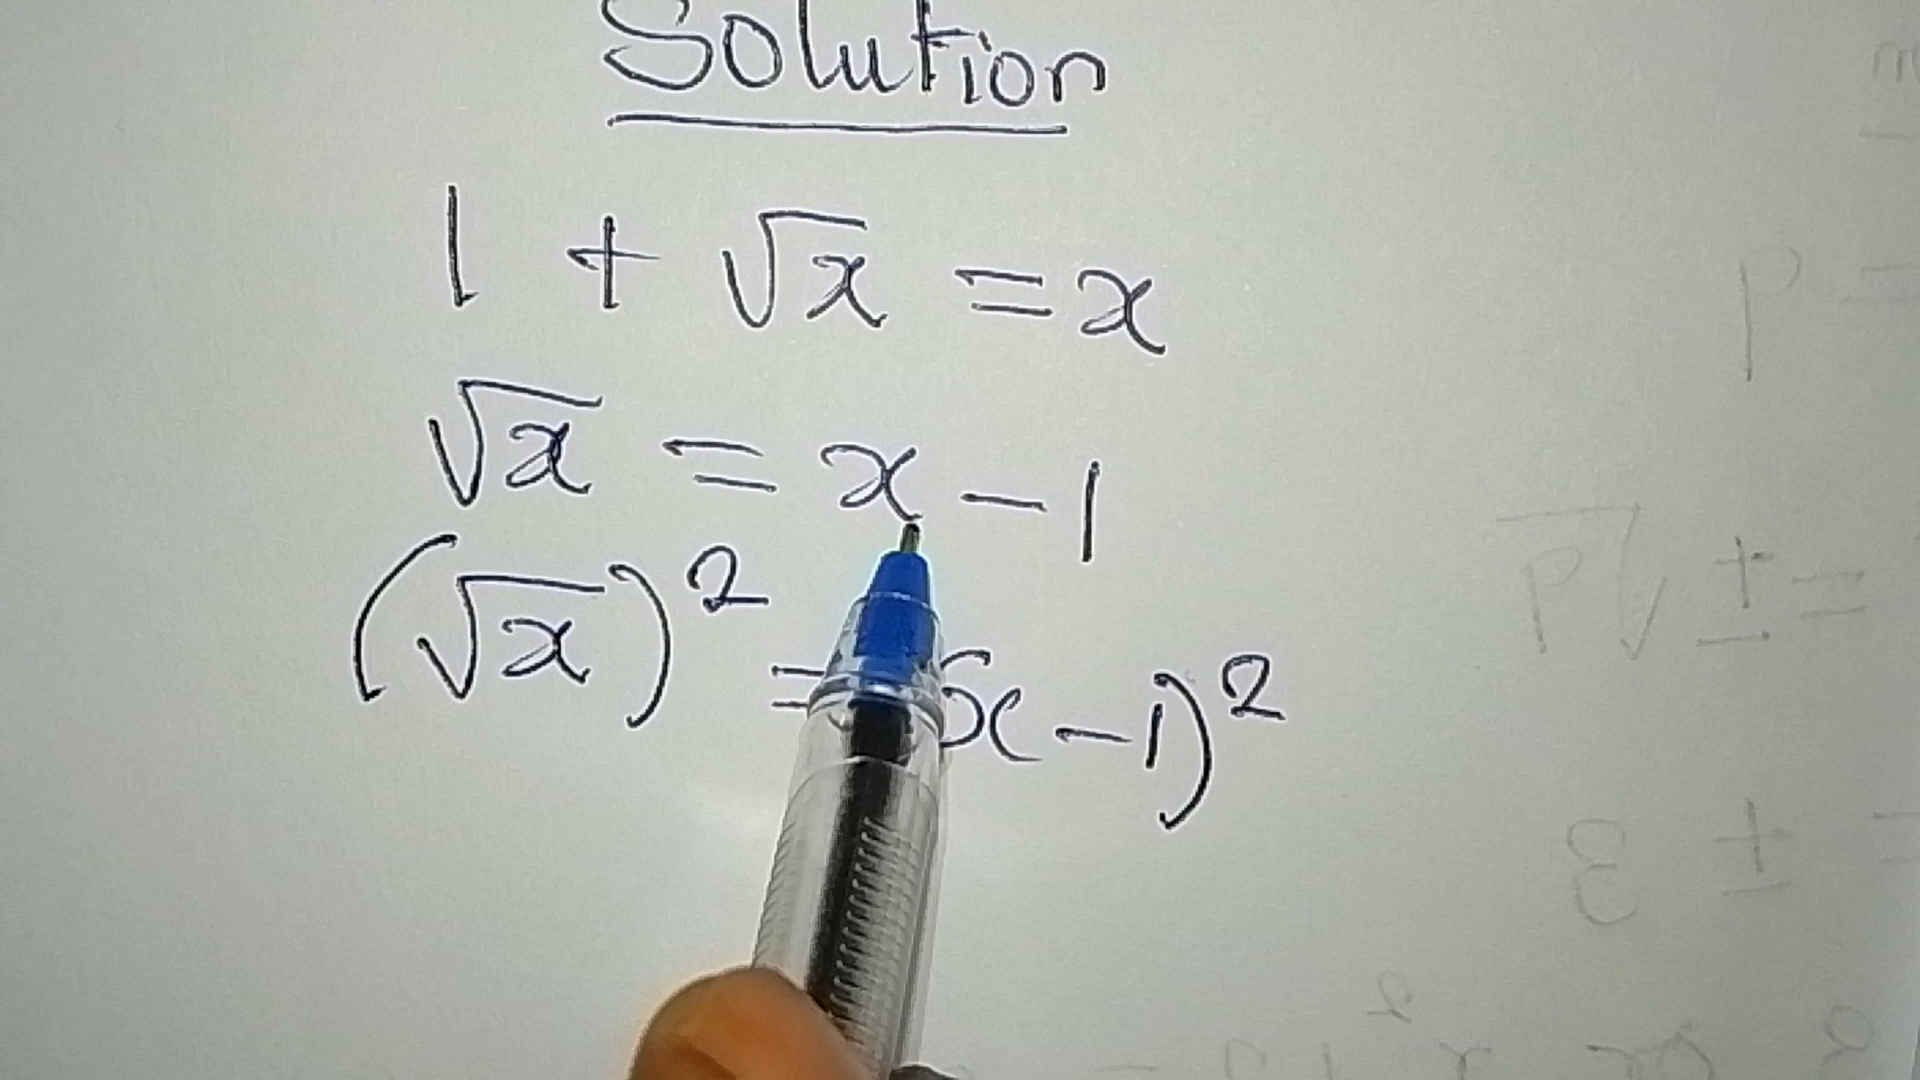 Solution
1 + √x = x
√x = x - 1
(√x)² = (x - 1)²